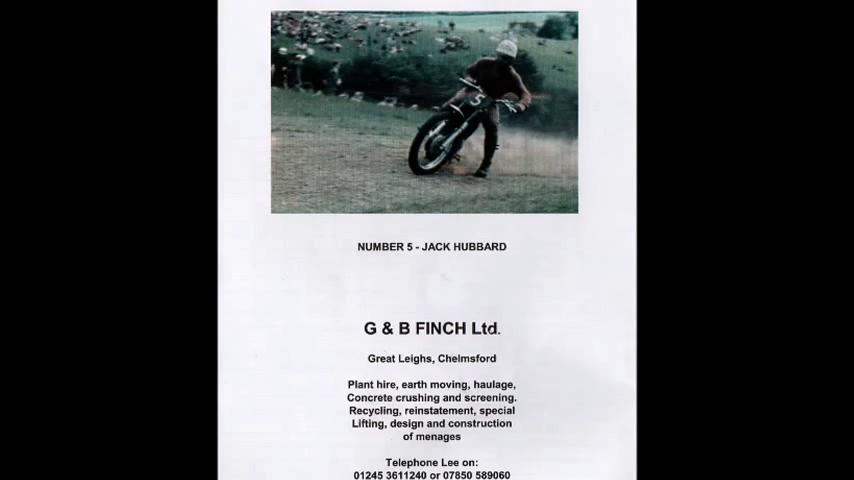 5
NUMBER 5 - JACK HUBBARD
G & B FINCH Ltd.
Great Leighs, Chelmsford
Plant hire, earth moving, haulage,
Concrete crushing and screening.
Recycling, reinstatement, special
Lifting, design and construction
of menages
Telephone Lee on:
01245 3611240 or 07850 589060